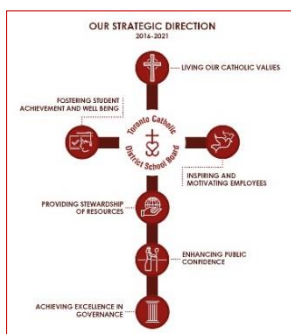 OUR STRATEGIC DIRECTION
2016-2021
LIVING OUR CATHOLIC VALUES
FOSTERING STUDENT
ACHIEVEMENT AND WELL BEING
Toronto Catholic
District School Board
INSPIRING AND
MOTIVATING EMPLOYEES
PROVIDING STEWARDSHIP
OF RESOURCES
ENHANCING PUBLIC
CONFIDENCE
ACHIEVING EXCELLENCE IN
GOVERNANCE